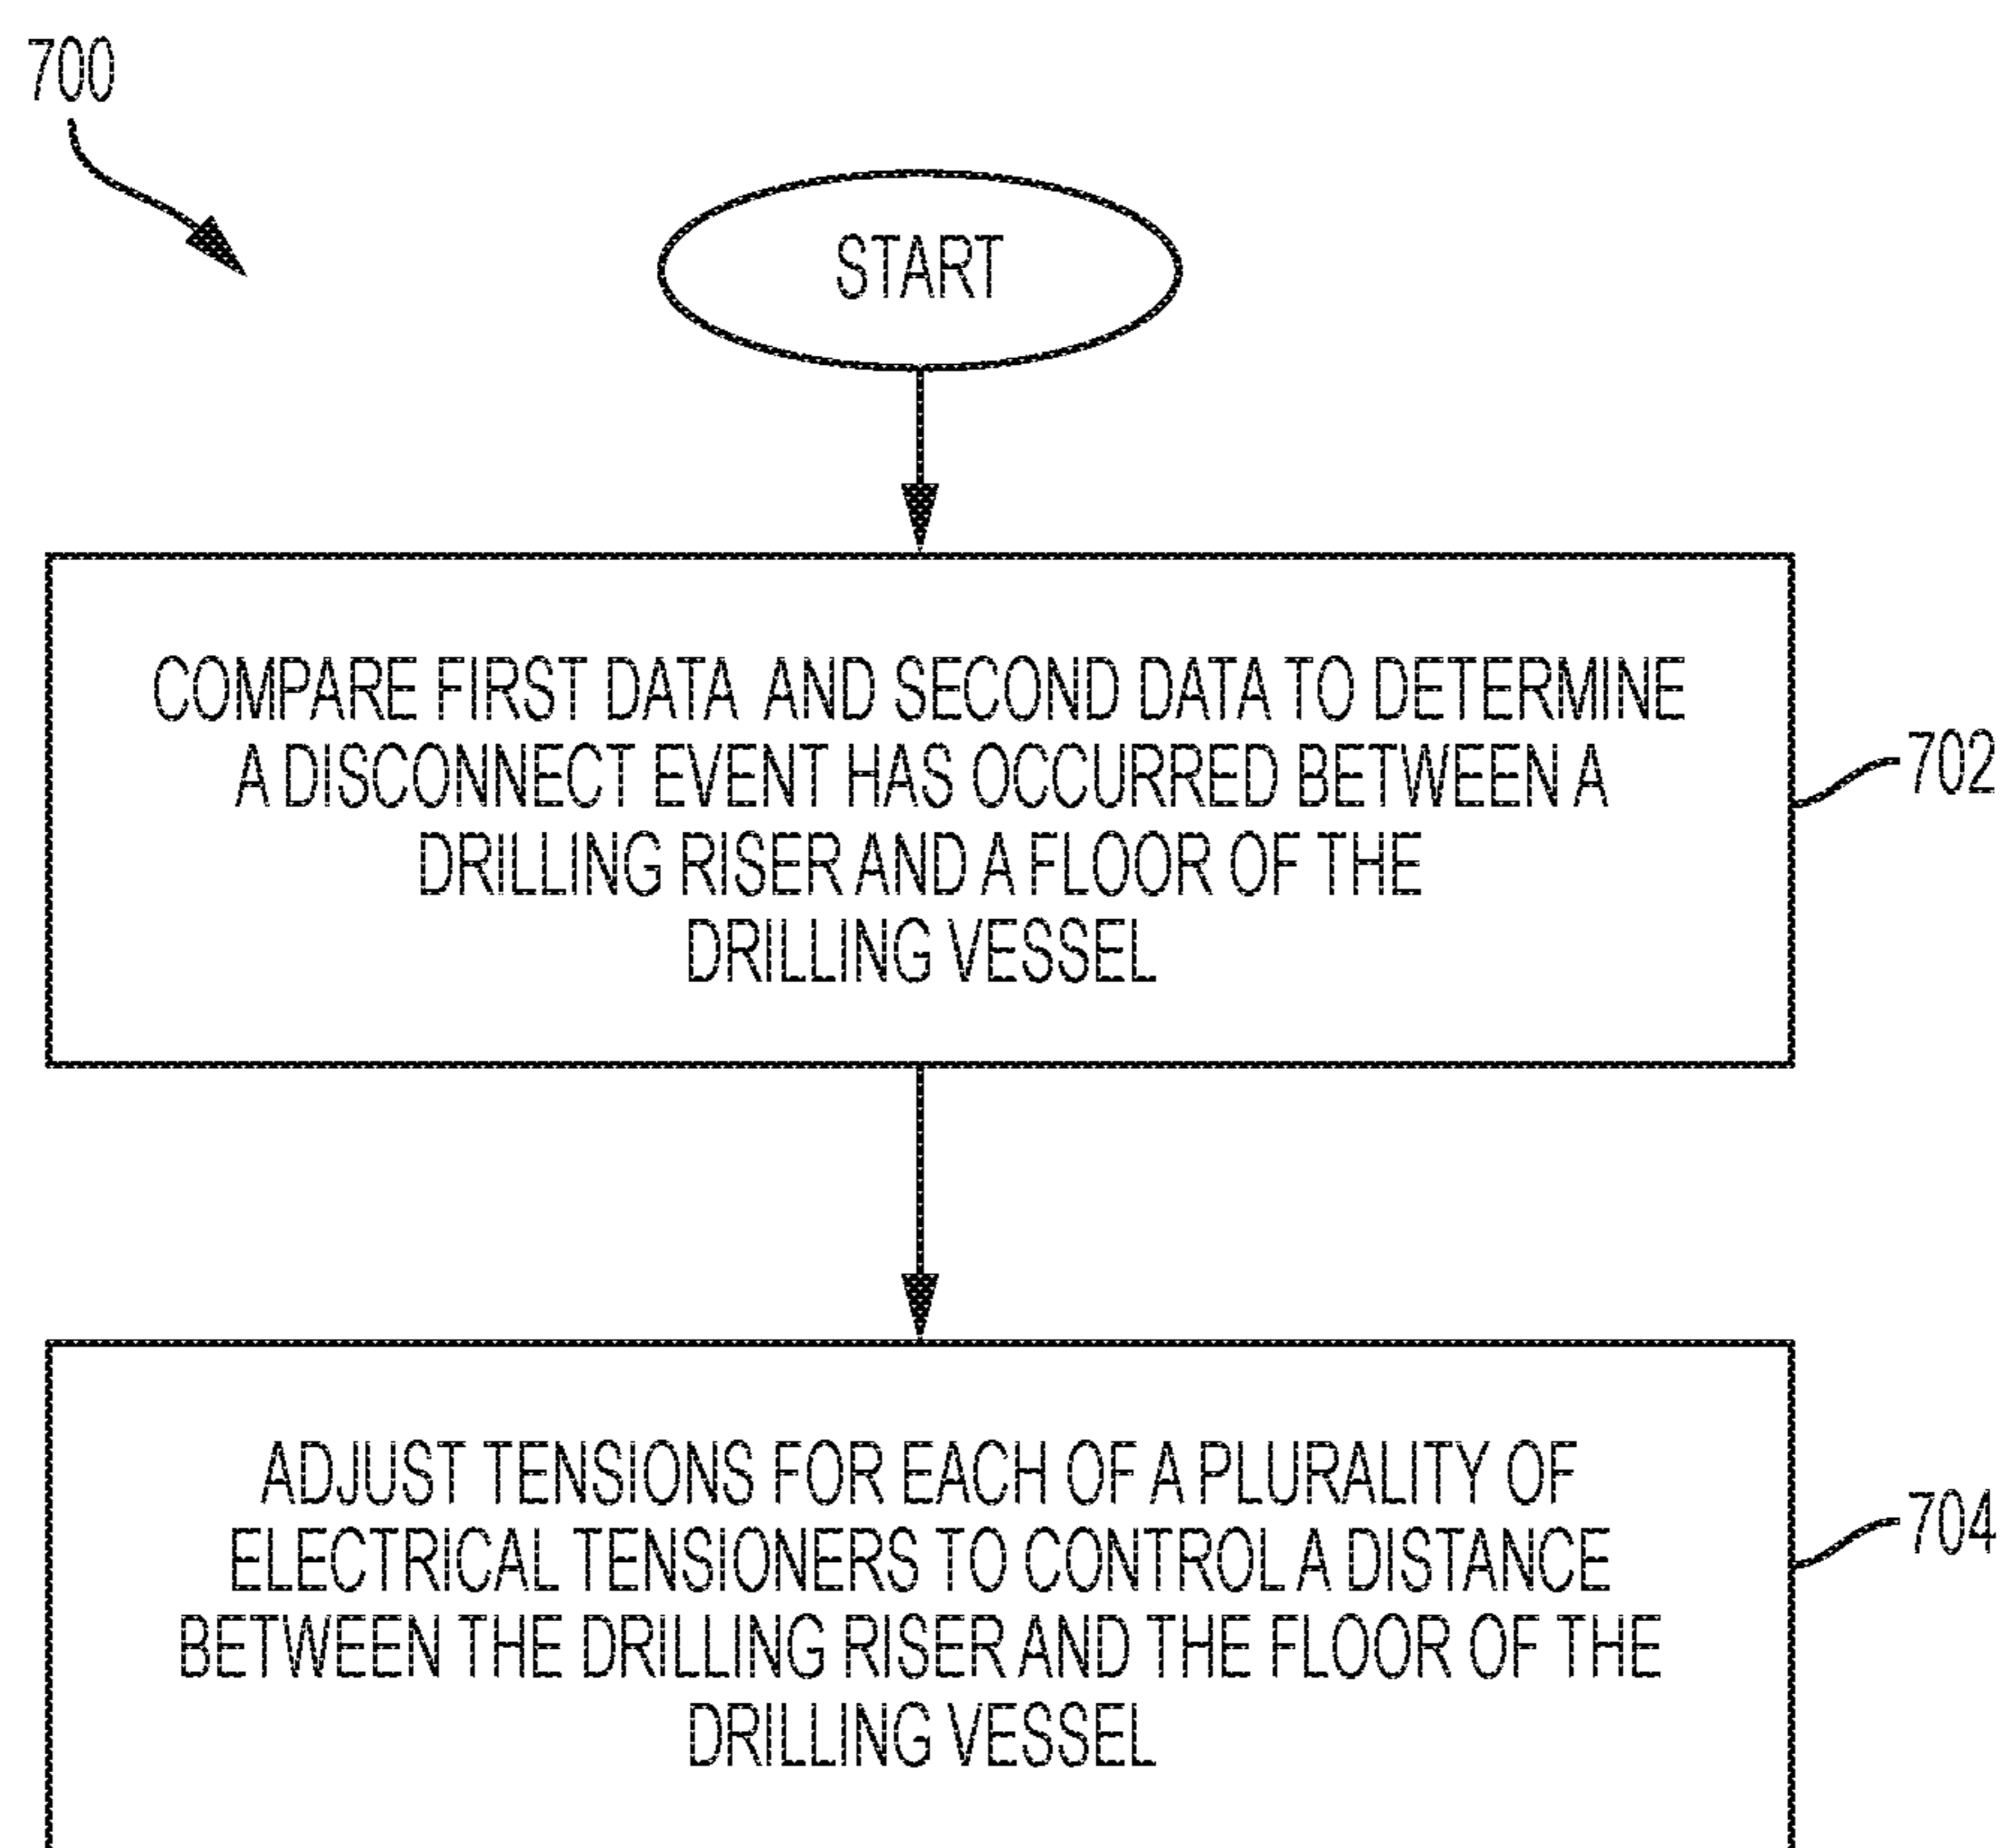 700
START
COMPARE FIRST DATA AND SECOND DATA TO DETERMINE
A DISCONNECT EVENT HAS OCCURRED BETWEEN A
DRILLING RISER AND A FLOOR OF THE
DRILLING VESSEL
702
ADJUST TENSIONS FOR EACH OF A PLURALITY OF
ELECTRICAL TENSIONERS TO CONTROL A DISTANCE
BETWEEN THE DRILLING RISER AND THE FLOOR OF THE
DRILLING VESSEL
704